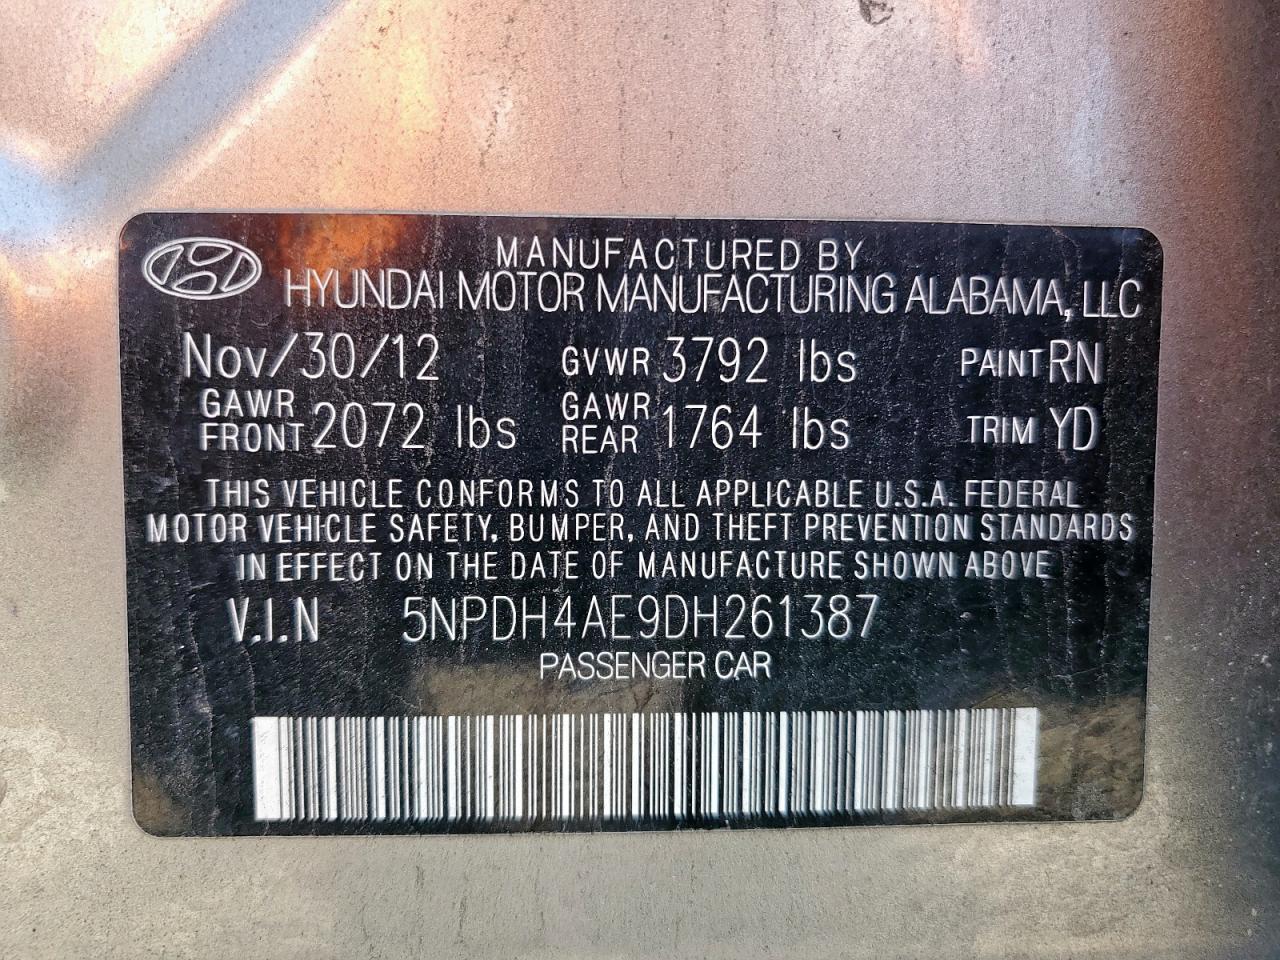 MANUFACTURED BY
HYUNDAI MOTOR MANUFACTURING ALABAMA, LLC
Nov/30/12 GVWR 3792 lbs PAINT RN
GAWR FRONT 2072 lbs GAWR REAR 1764 lbs TRIM YD
THIS VEHICLE CONFORMS TO ALL APPLICABLE U.S.A. FEDERAL
MOTOR VEHICLE SAFETY, BUMPER, AND THEFT PREVENTION STANDARDS
IN EFFECT ON THE DATE OF MANUFACTURE SHOWN ABOVE
V.I.N 5NPDH4AE9DH261387
PASSENGER CAR